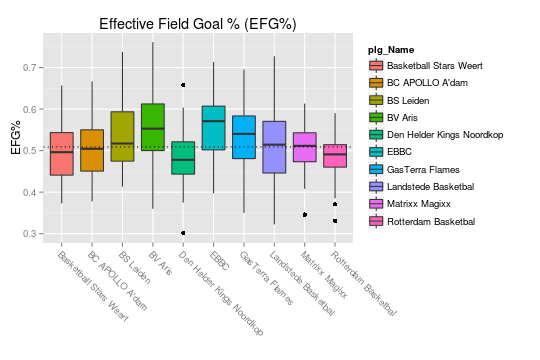 Effective Field Goal % (EFG%)
EFG%
0.7
0.6
0.5
0.4
0.3
Basketball Stars Weert
BC APOLLO A'dam
BS Leiden
BV Aris
Den Helder Kings Noordkop
EBBC
GasTerra Flames
Landstede Basketbal
Matrixx Magixx
Rotterdam Basketbal
plg_Name
Basketball Stars Weert
BC APOLLO A'dam
BS Leiden
BV Aris
Den Helder Kings Noordkop
EBBC
GasTerra Flames
Landstede Basketbal
Matrixx Magixx
Rotterdam Basketbal